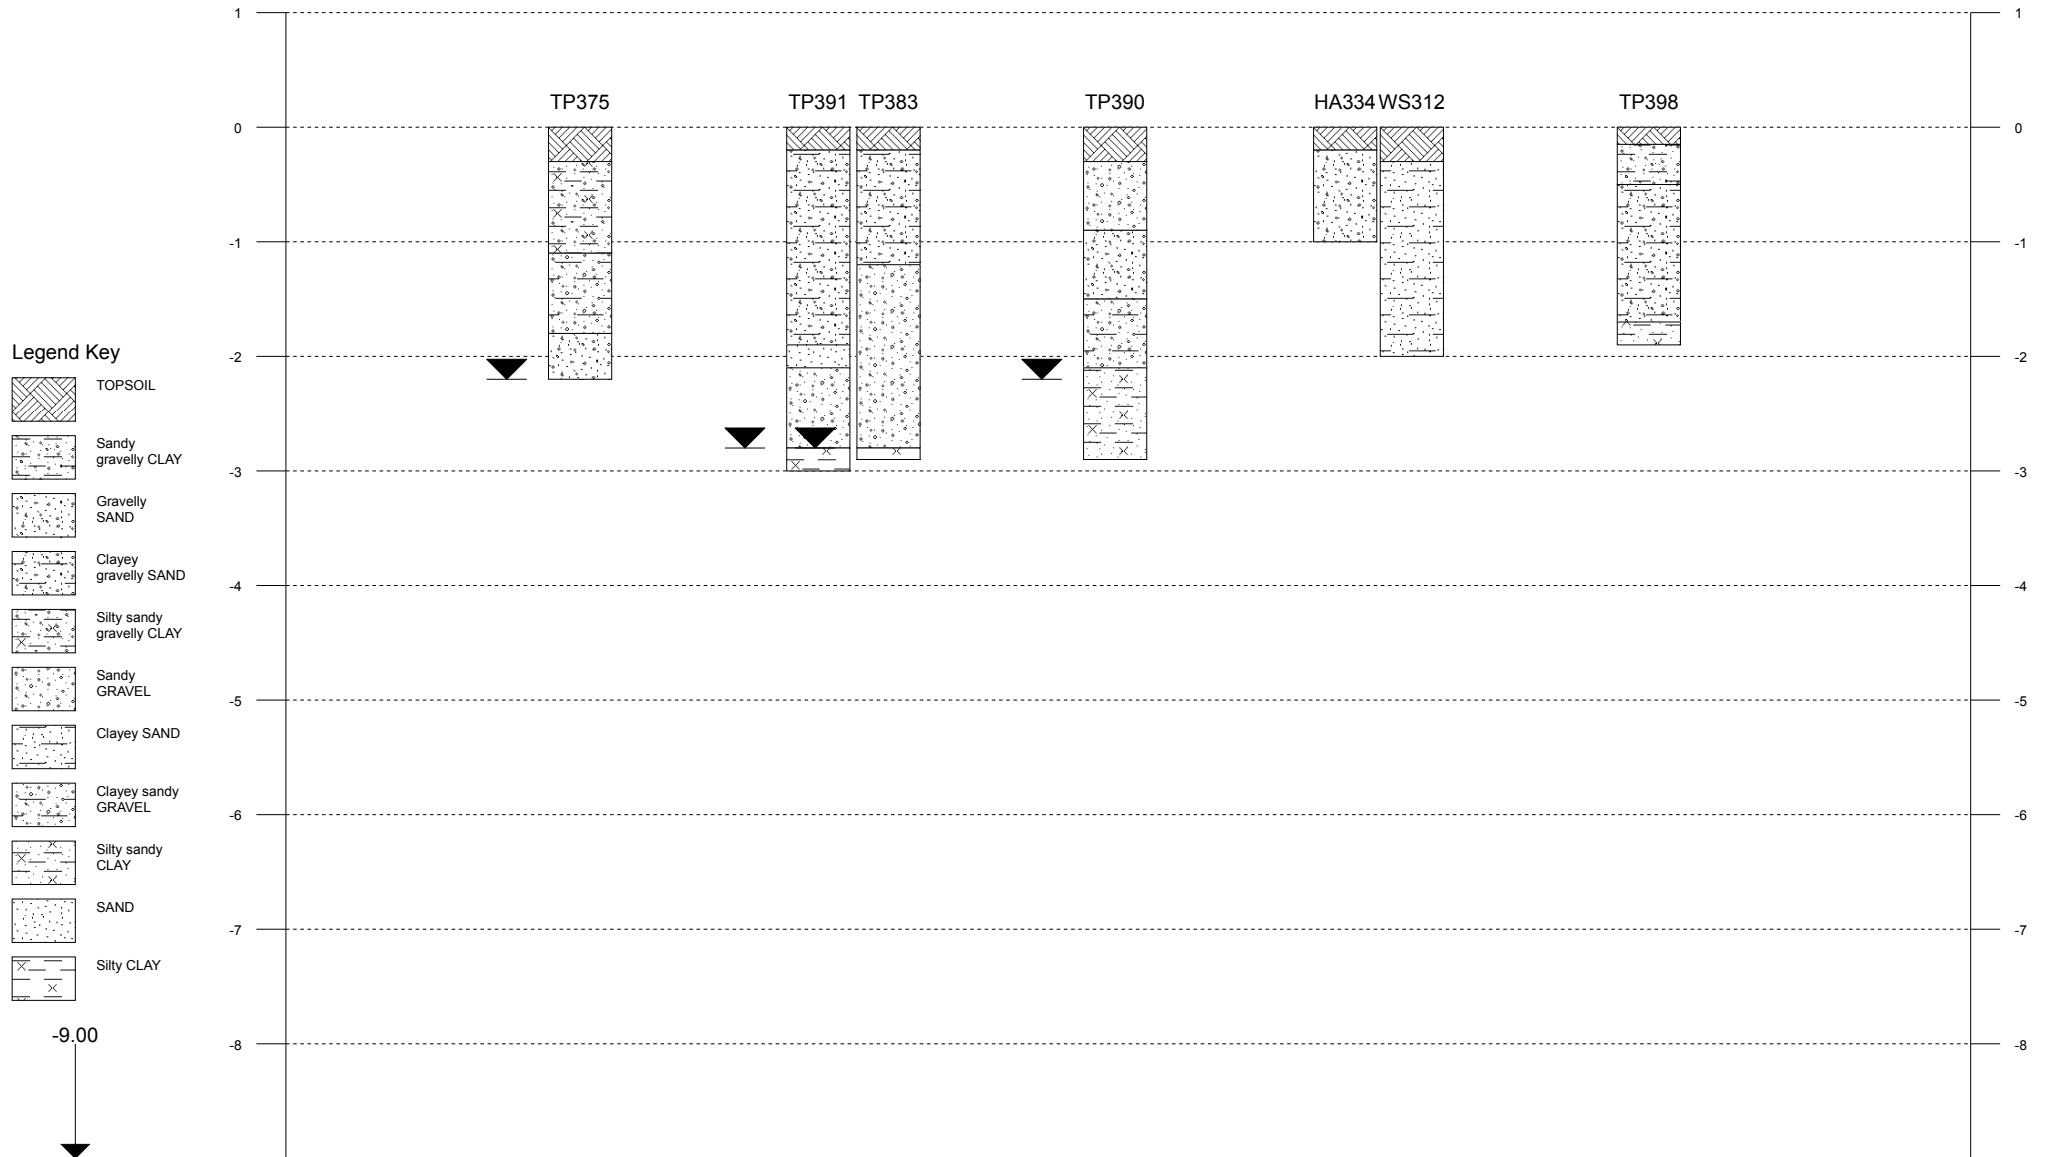 1
1
TP375
TP391
TP383
TP390
HA334
WS312
TP398
0
0
-1
-1
Legend Key
-2
-2
TOPSOIL
Sandy
gravelly CLAY
-3
-3
Gravelly
SAND
Clayey
gravelly SAND
-4
-4
Silty sandy
gravelly CLAY
Sandy
GRAVEL
-5
-5
Clayey SAND
Clayey sandy
GRAVEL
-6
-6
Silty sandy
CLAY
SAND
-7
-7
Silty CLAY
-9.00
-8
-8